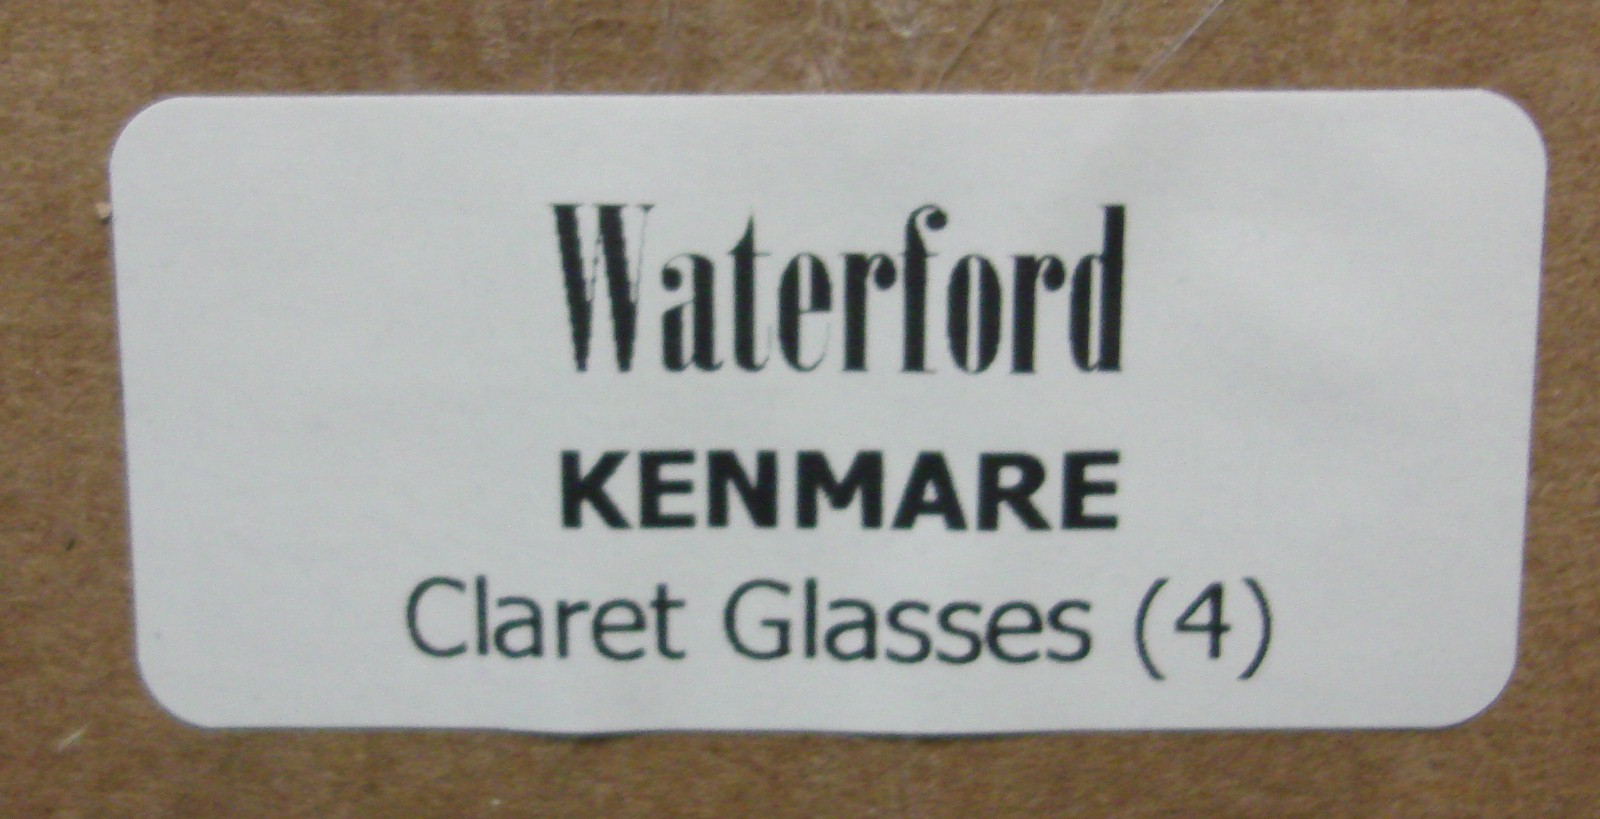 Waterford
KENMARE
Claret Glasses (4)